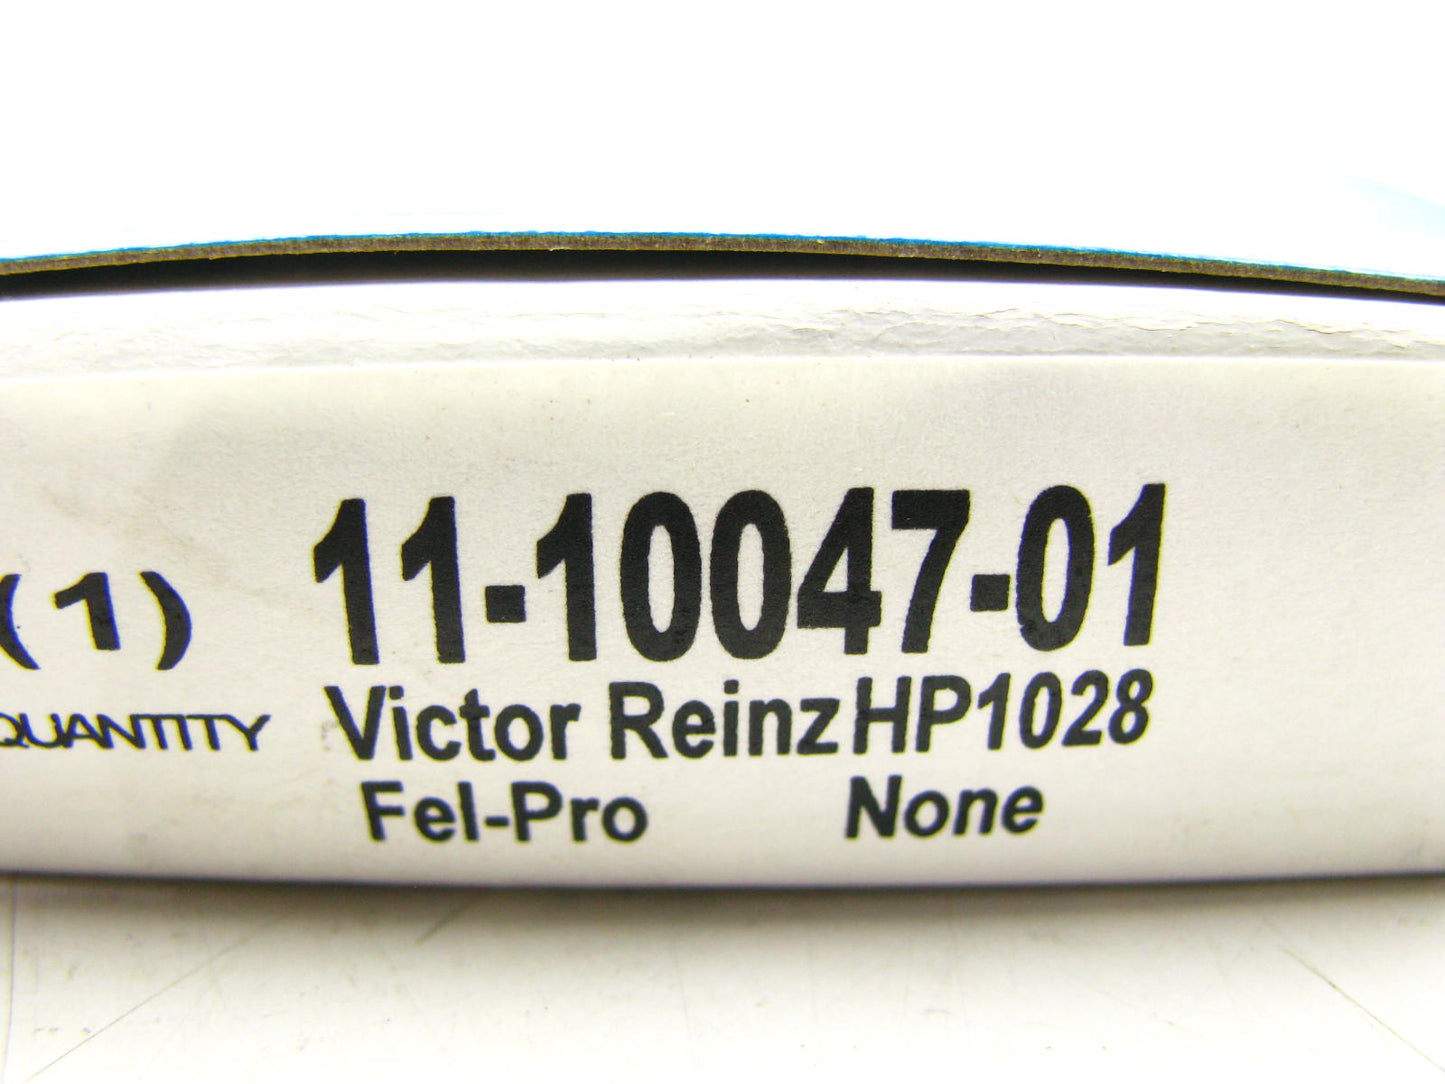 (1) 11-10047-01
QUANTITY Victor Reinz HP1028
Fel-Pro None